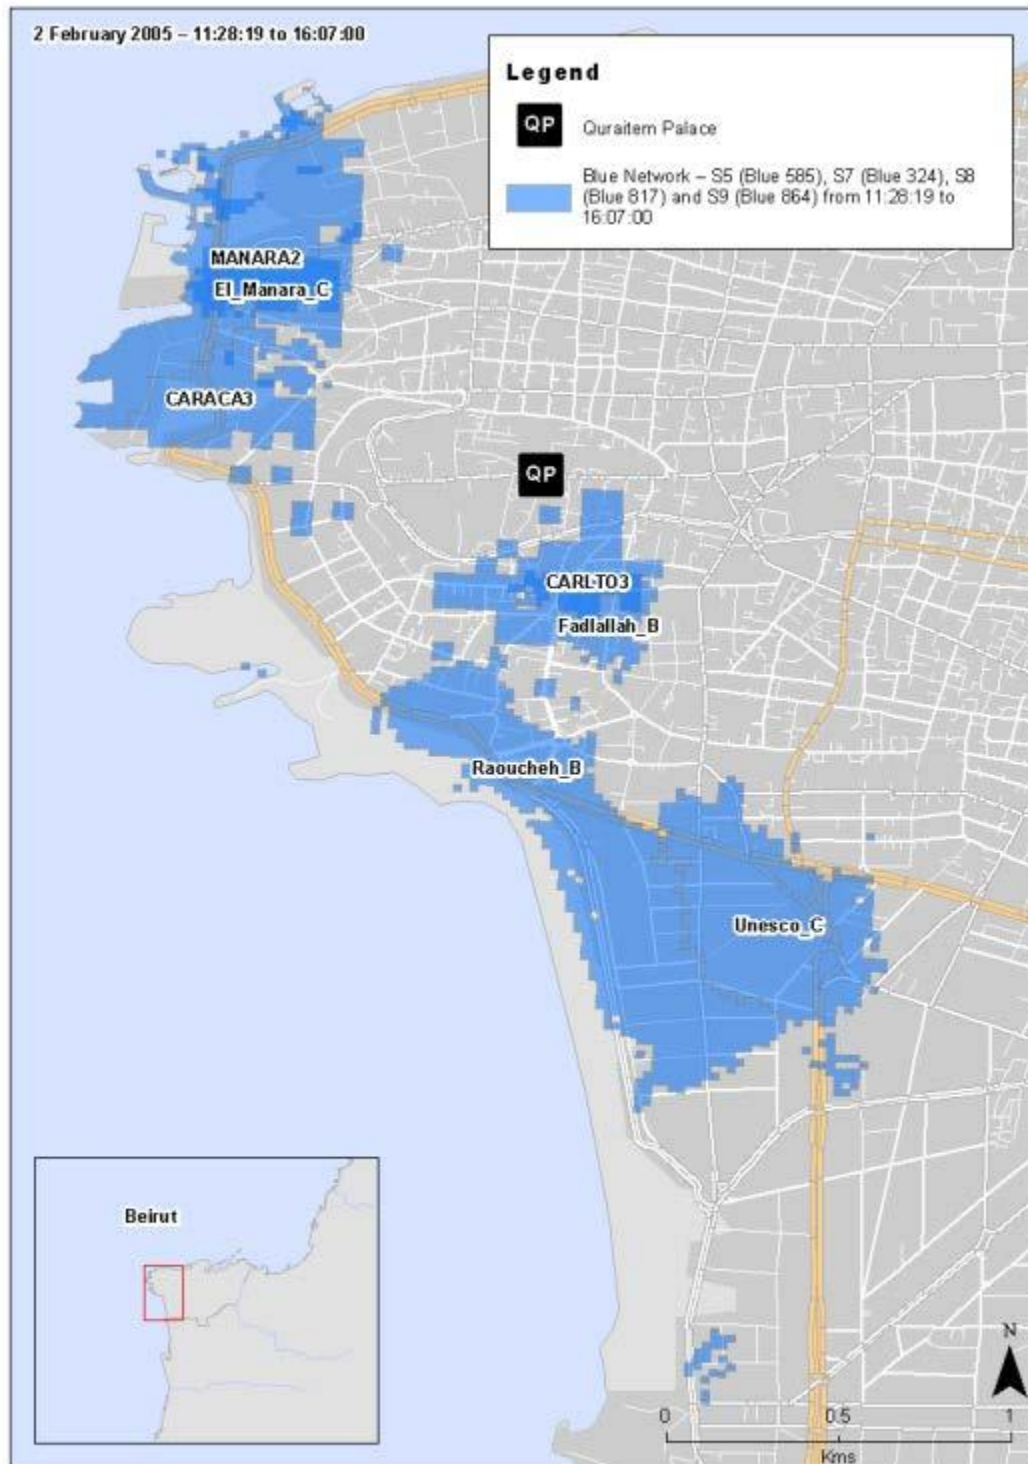 2 February 2005 – 11:28:19 to 16:07:00
Legend
QP
Quraitem Palace
Blue Network – S5 (Blue 585), S7 (Blue 324), S8
(Blue 817) and S9 (Blue 864) from 11:28:19 to
16:07:00
MANARA2
El_Manara_C
CARACA3
QP
CARLTO3
Fadlallah_B
Raoucheh_B
Unesco_C
Beirut
N
0 0.5 1
Kms